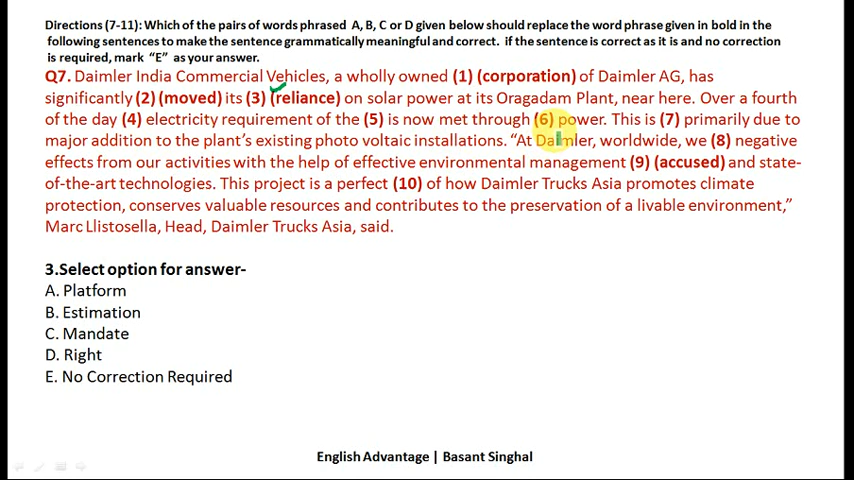 Directions (7-11): Which of the pairs of words phrased A, B, C or D given below should replace the word phrase given in bold in the
following sentences to make the sentence grammatically meaningful and correct. if the sentence is correct as it is and no correction
is required, mark “E” as your answer.
Q7. Daimler India Commercial Vehicles, a wholly owned (1) (corporation) of Daimler AG, has
significantly (2) (moved) its (3) (reliance) on solar power at its Oragadam Plant, near here. Over a fourth
of the day (4) electricity requirement of the (5) is now met through (6) power. This is (7) primarily due to
major addition to the plant’s existing photo voltaic installations. “At Daimler, worldwide, we (8) negative
effects from our activities with the help of effective environmental management (9) (accused) and state-
of-the-art technologies. This project is a perfect (10) of how Daimler Trucks Asia promotes climate
protection, conserves valuable resources and contributes to the preservation of a livable environment,”
Marc Llistosella, Head, Daimler Trucks Asia, said.
3.Select option for answer-
A. Platform
B. Estimation
C. Mandate
D. Right
E. No Correction Required
English Advantage | Basant Singhal